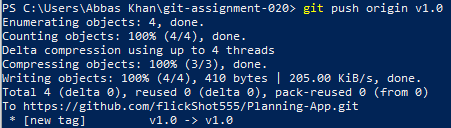 PS C:\Users\Abbas Khan\git-assignment-020> git push origin v1.0
Enumerating objects: 4, done.
Counting objects: 100% (4/4), done.
Delta compression using up to 4 threads
Compressing objects: 100% (3/3), done.
Writing objects: 100% (4/4), 410 bytes | 205.00 KiB/s, done.
Total 4 (delta 0), reused 0 (delta 0), pack-reused 0 (from 0)
To https://github.com/flickShot555/Planning-App.git
 * [new tag]         v1.0 -> v1.0